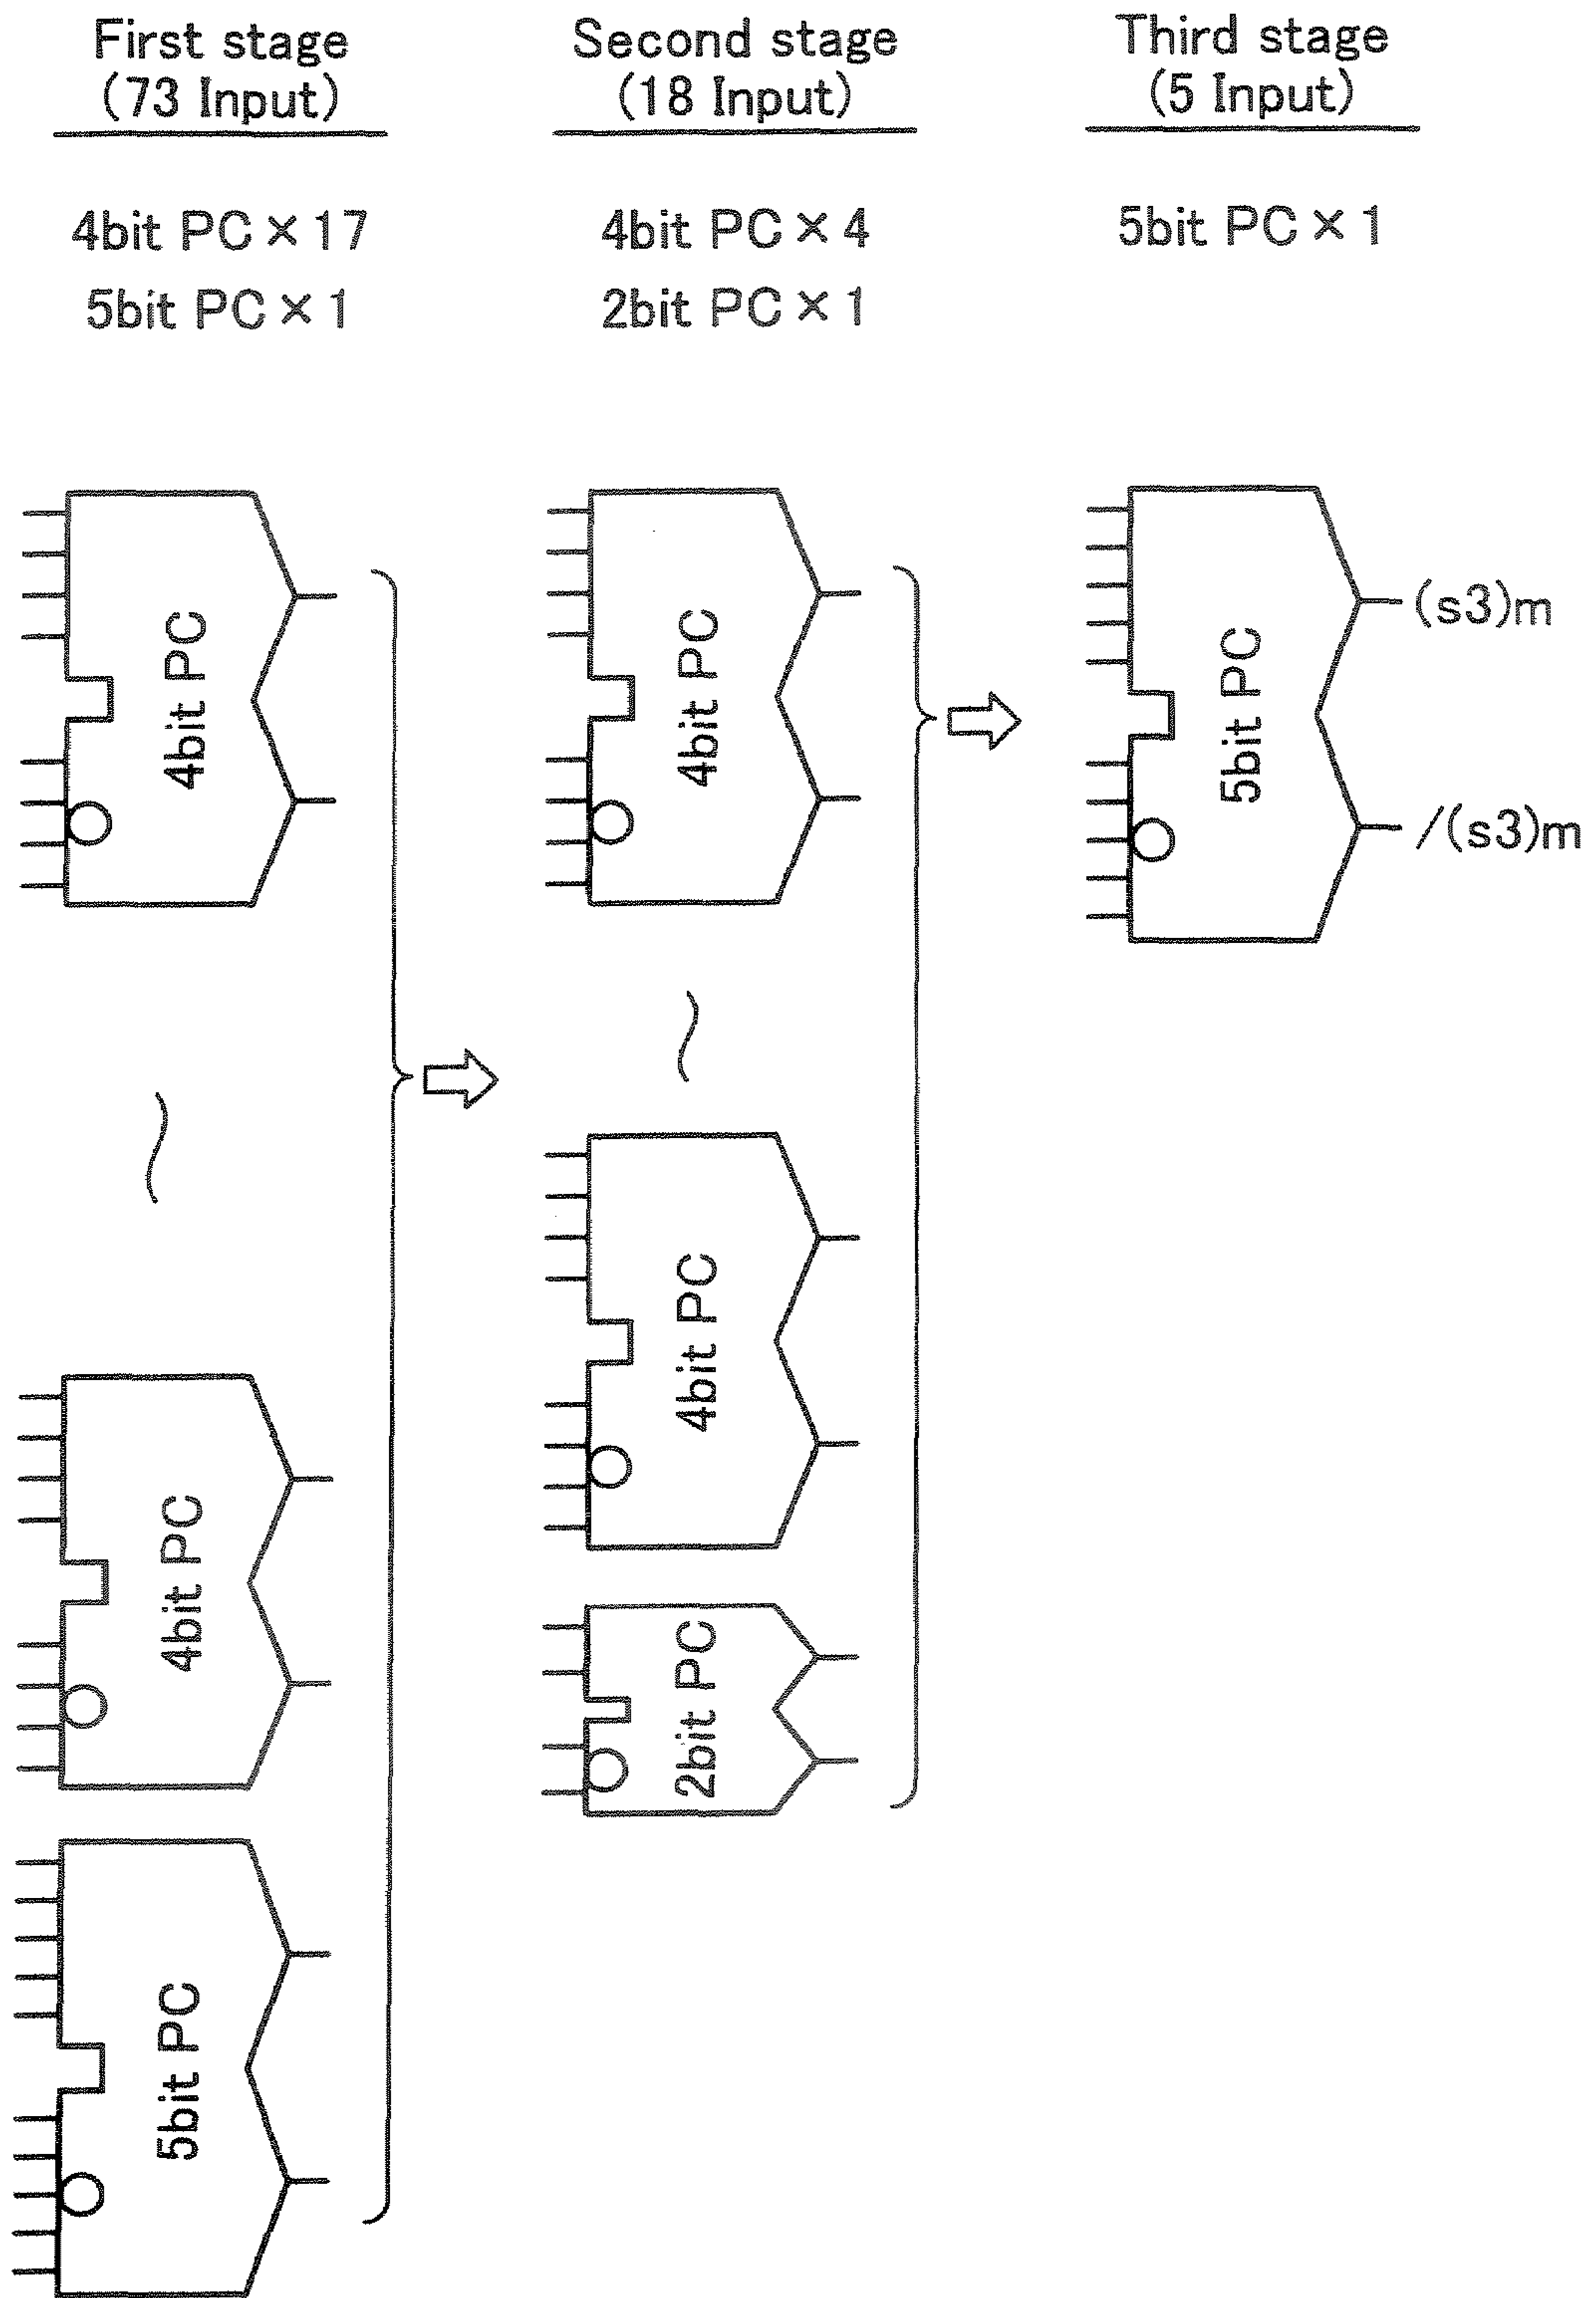 First stage
(73 Input)
4bit PC × 17
5bit PC × 1
4bit PC
4bit PC
5bit PC
Second stage
(18 Input)
4bit PC × 4
2bit PC × 1
4bit PC
4bit PC
2bit PC
Third stage
(5 Input)
5bit PC × 1
5bit PC
(s3)m
/(s3)m